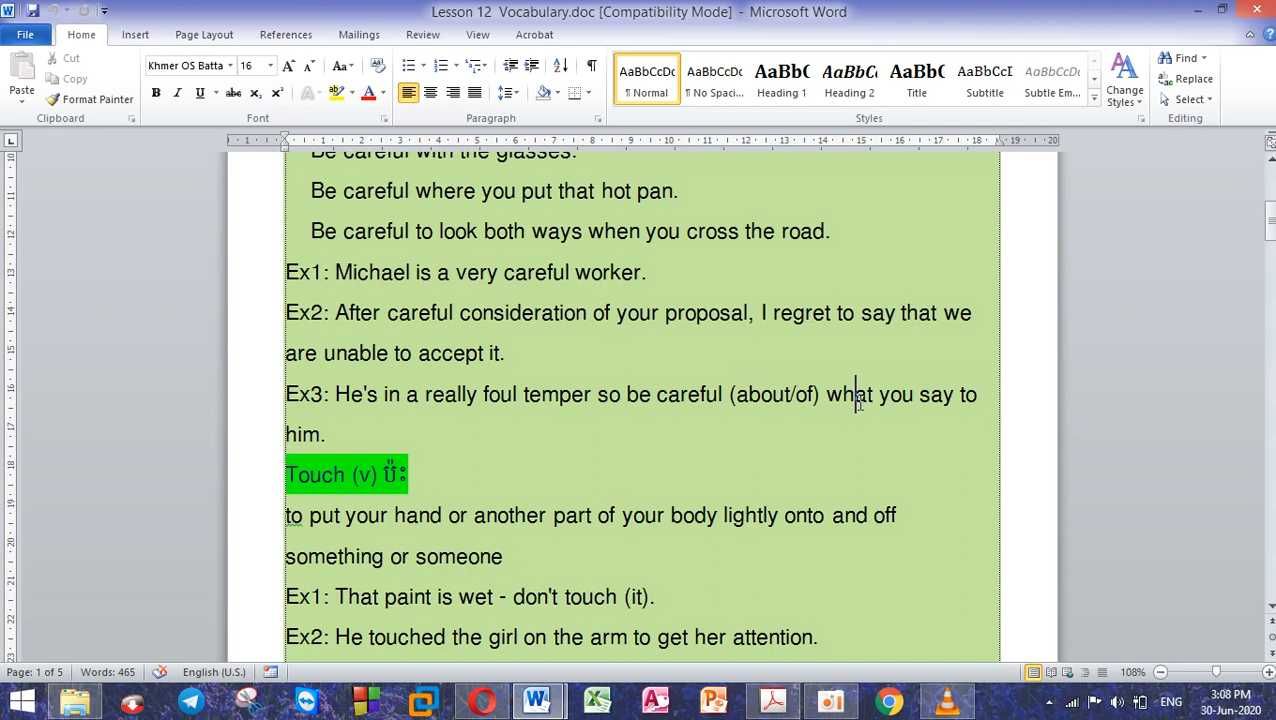 Lesson 12 Vocabulary.doc [Compatibility Mode] - Microsoft Word
File Home Insert Page Layout References Mailings Review View Acrobat
Paste Cut Copy Format Painter
Khmer OS Batta 16
Change Styles
AaBbCcDc AaBbCcDc AaBbC AaBbCc AaBbC AaBbCcD AaBbCcDc
¶ Normal ¶ No Spaci... Heading 1 Heading 2 Title Subtitle Subtle Em...
Find Replace Select
Clipboard Font Paragraph Styles Editing
Be careful with the glasses.
Be careful where you put that hot pan.
Be careful to look both ways when you cross the road.
Ex1: Michael is a very careful worker.
Ex2: After careful consideration of your proposal, I regret to say that we
are unable to accept it.
Ex3: He's in a really foul temper so be careful (about/of) what you say to
him.
Touch (v) ប៉ះ
to put your hand or another part of your body lightly onto and off
something or someone
Ex1: That paint is wet - don't touch (it).
Ex2: He touched the girl on the arm to get her attention.
Page: 1 of 5 Words: 465 English (U.S.) 108%
ENG 3:08 PM
30-Jun-2020